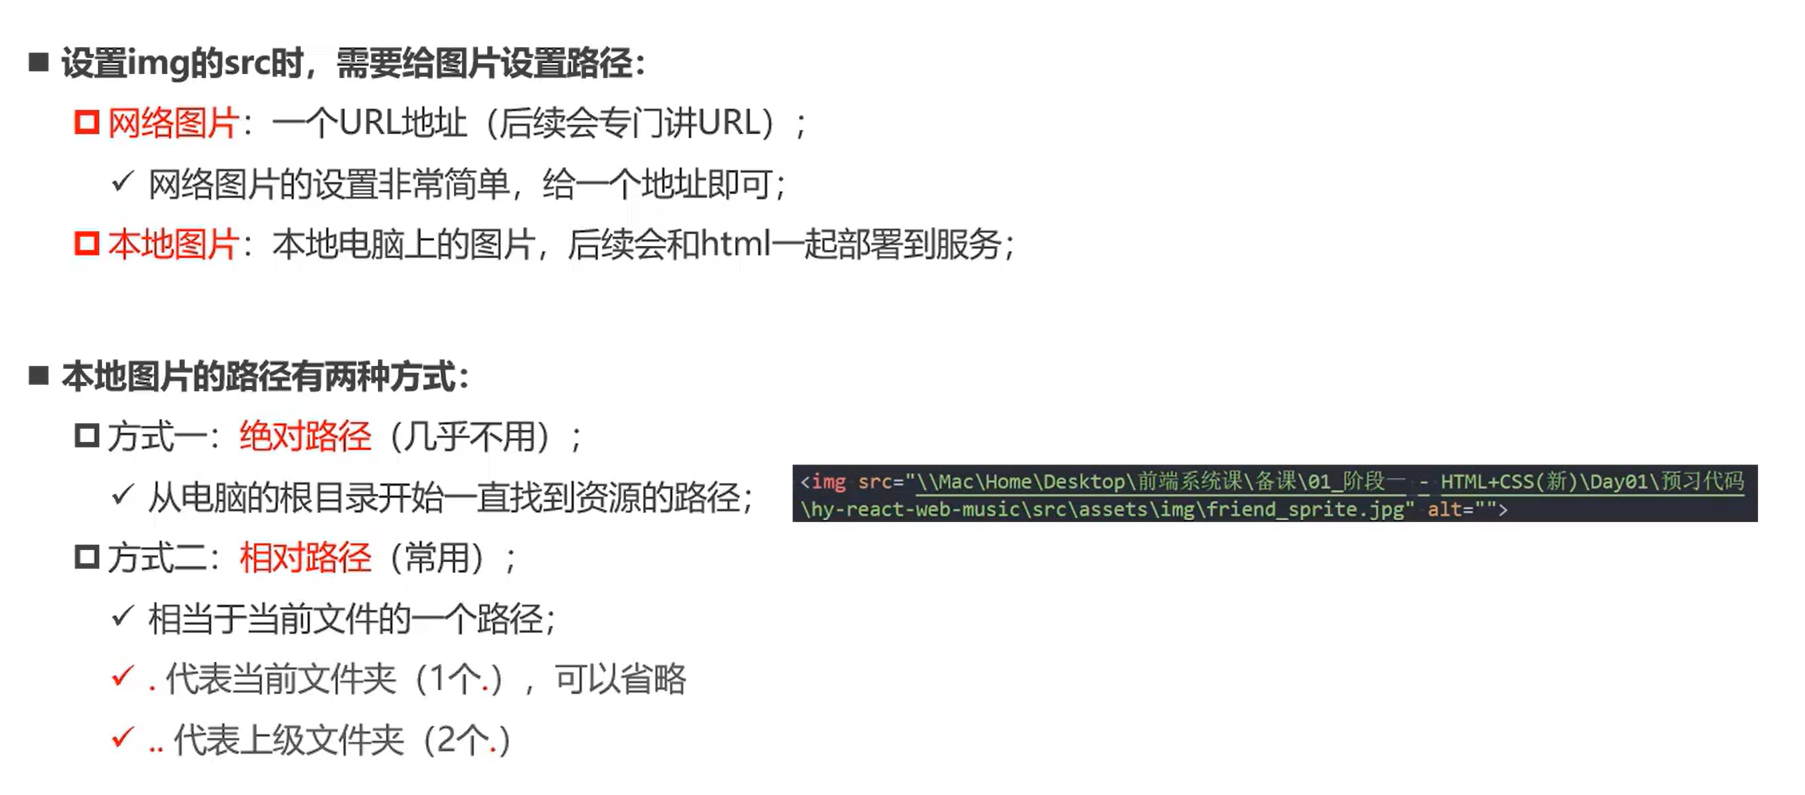 设置img的src时，需要给图片设置路径：
网络图片：一个URL地址（后续会专门讲URL）；
网络图片的设置非常简单，给一个地址即可；
本地图片：本地电脑上的图片，后续会和html一起部署到服务；
本地图片的路径有两种方式：
方式一：绝对路径（几乎不用）；
从电脑的根目录开始一直找到资源的路径；
<img src="\\Mac\Home\Desktop\前端系统课\备课\01_阶段一 - HTML+CSS(新)\Day01\预习代码
\hy-react-web-music\src\assets\img\friend_sprite.jpg" alt="">
方式二：相对路径（常用）；
相当于当前文件的一个路径；
. 代表当前文件夹（1个.），可以省略
.. 代表上级文件夹（2个.）